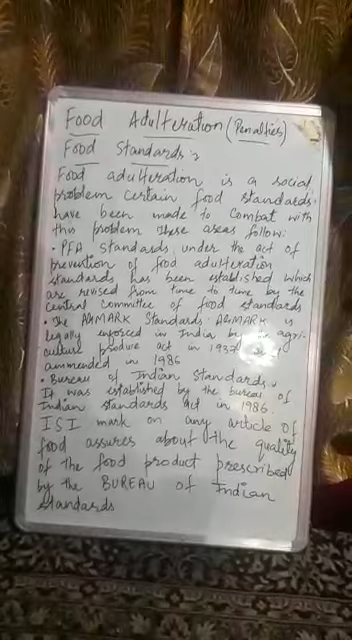 Food Adulteration (Penalties)
Food Standards :
Food adulteration is a social
problem certain food standards
have been made to combat with
this problem These areas follow:
• PFA Standards, under the act of
prevention of food adulteration
standards has been established which
are revised from time to time by the
central committee of food standards
• The AGMARK Standards. AGMARK is
legally enforced in India by agri-
culture produce act in 1937
ammended in 1986
• Bureau of Indian Standards.
It was established by the bureau of
Indian standards act in 1986.
ISI mark on any article of
food assures about the quality
of the food product prescribed
by the BUREAU of Indian
standards